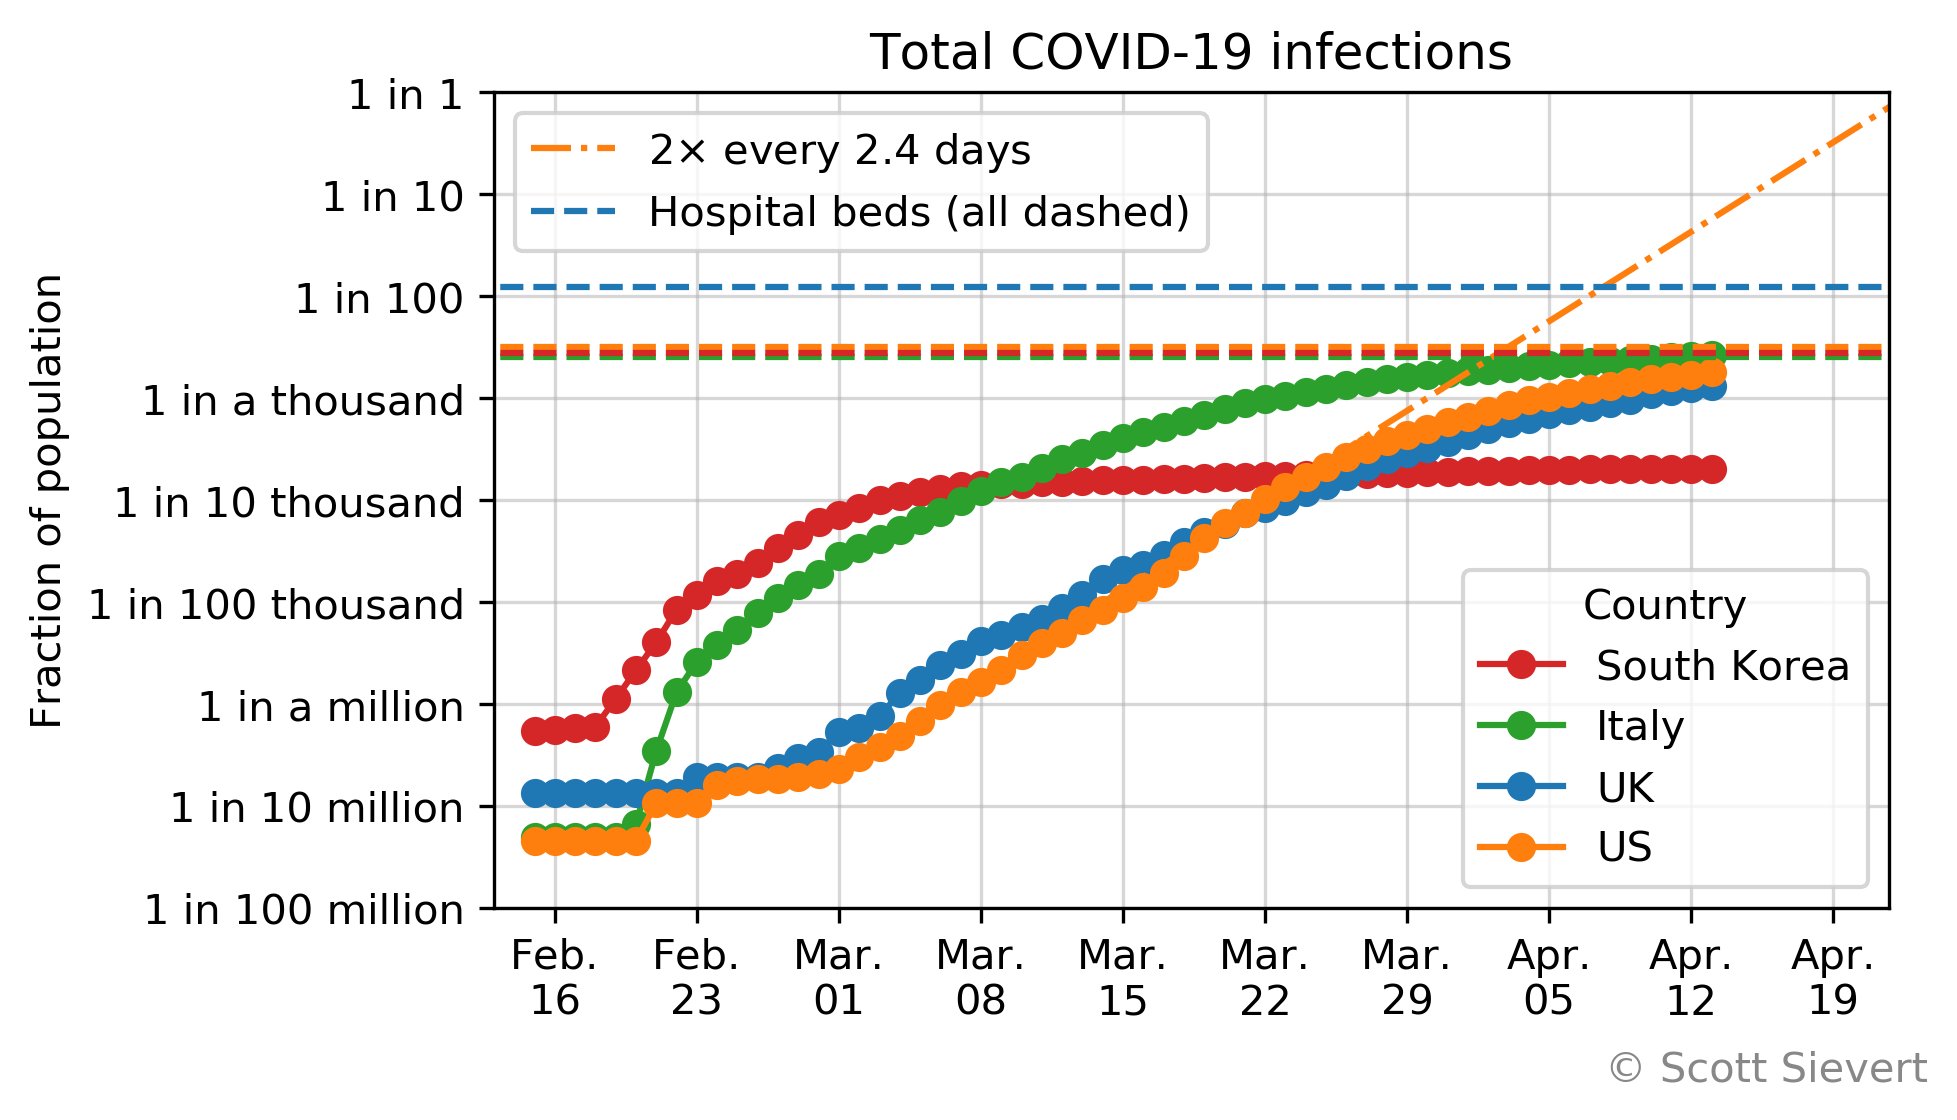 Total COVID-19 infections
1 in 1
1 in 10
1 in 100
1 in a thousand
1 in 10 thousand
1 in 100 thousand
1 in a million
1 in 10 million
1 in 100 million
Fraction of population
2× every 2.4 days
Hospital beds (all dashed)
Country
South Korea
Italy
UK
US
Feb. Feb. Mar. Mar. Mar. Mar. Mar. Apr. Apr. Apr.
16 23 01 08 15 22 29 05 12 19
© Scott Sievert